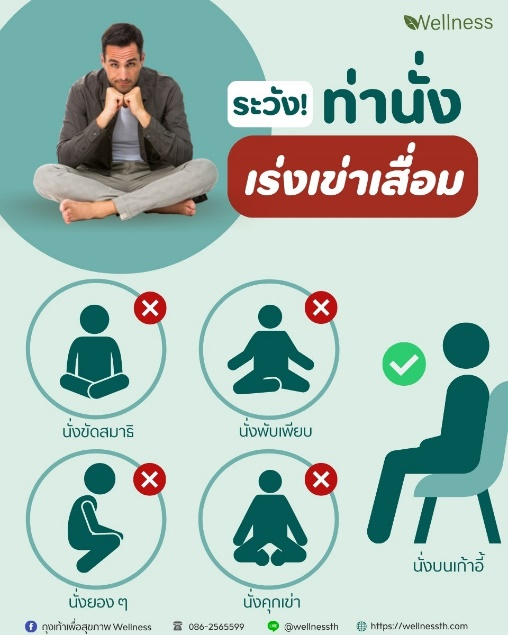 Wellness
ระวัง! ท่านั่ง
เร่งเข่าเสื่อม
นั่งขัดสมาธิ
นั่งพับเพียบ
นั่งยอง ๆ
นั่งคุกเข่า
นั่งบนเก้าอี้
ถุงเท้าเพื่อสุขภาพ Wellness 086-2565599 @wellnessth https://wellnessth.com